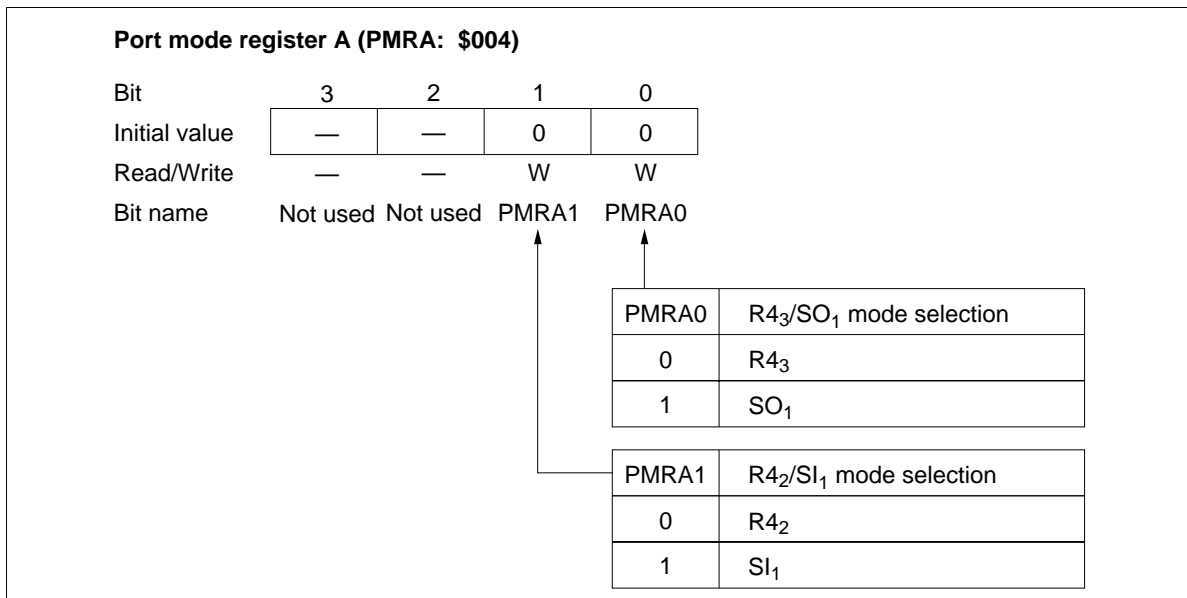 Port mode register A (PMRA: $004)
Bit 3 2 1 0
Initial value — — 0 0
Read/Write — — W W
Bit name Not used Not used PMRA1 PMRA0
PMRA0 R4₃/SO₁ mode selection
0 R4₃
1 SO₁
PMRA1 R4₂/SI₁ mode selection
0 R4₂
1 SI₁